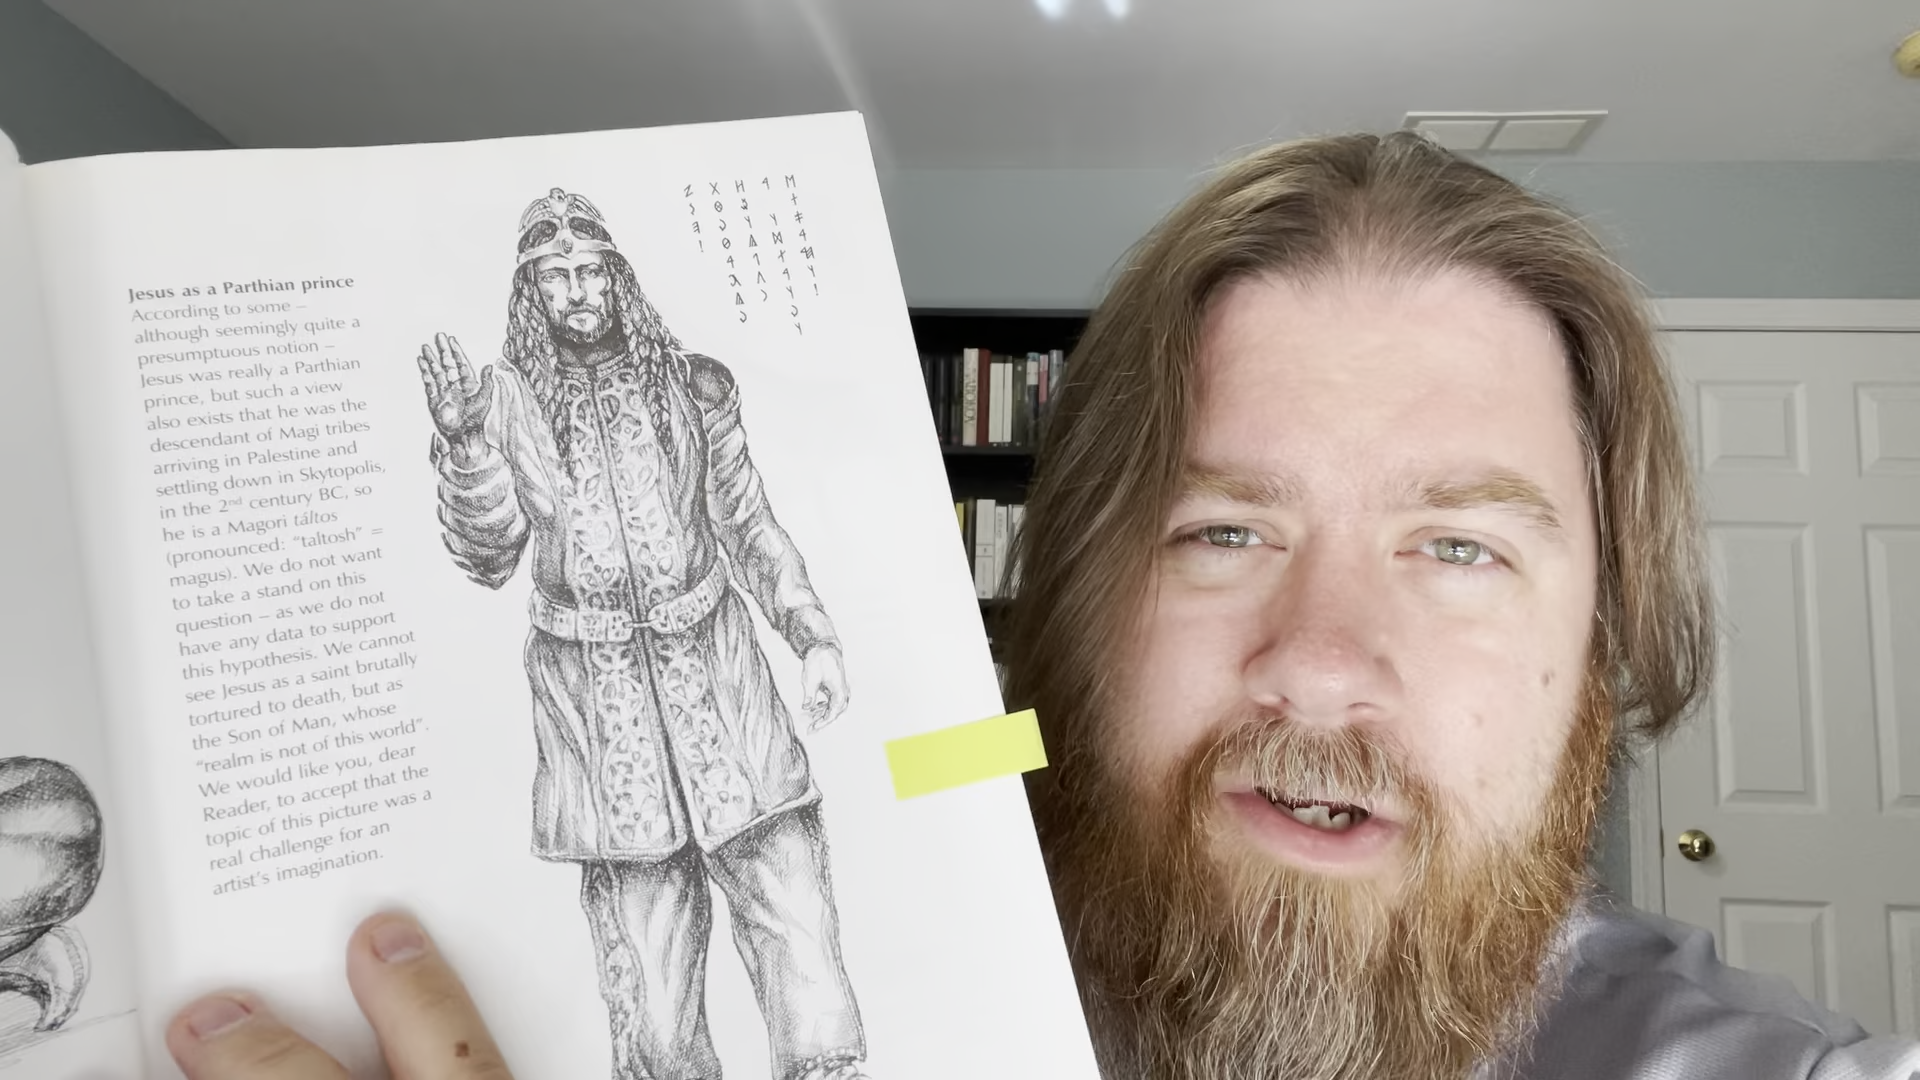 Jesus as a Parthian prince
According to some –
although seemingly quite a
presumptuous notion –
Jesus was really a Parthian
prince, but such a view
also exists that he was the
descendant of Magi tribes
arriving in Palestine and
settling down in Skytopolis,
in the 2nd century BC, so
he is a Magori táltos
(pronounced: “taltosh” =
magus). We do not want
to take a stand on this
question – as we do not
have any data to support
this hypothesis. We cannot
see Jesus as a saint brutally
tortured to death, but as
the Son of Man, whose
“realm is not of this world”.
We would like you, dear
Reader, to accept that the
topic of this picture was a
real challenge for an
artist’s imagination.